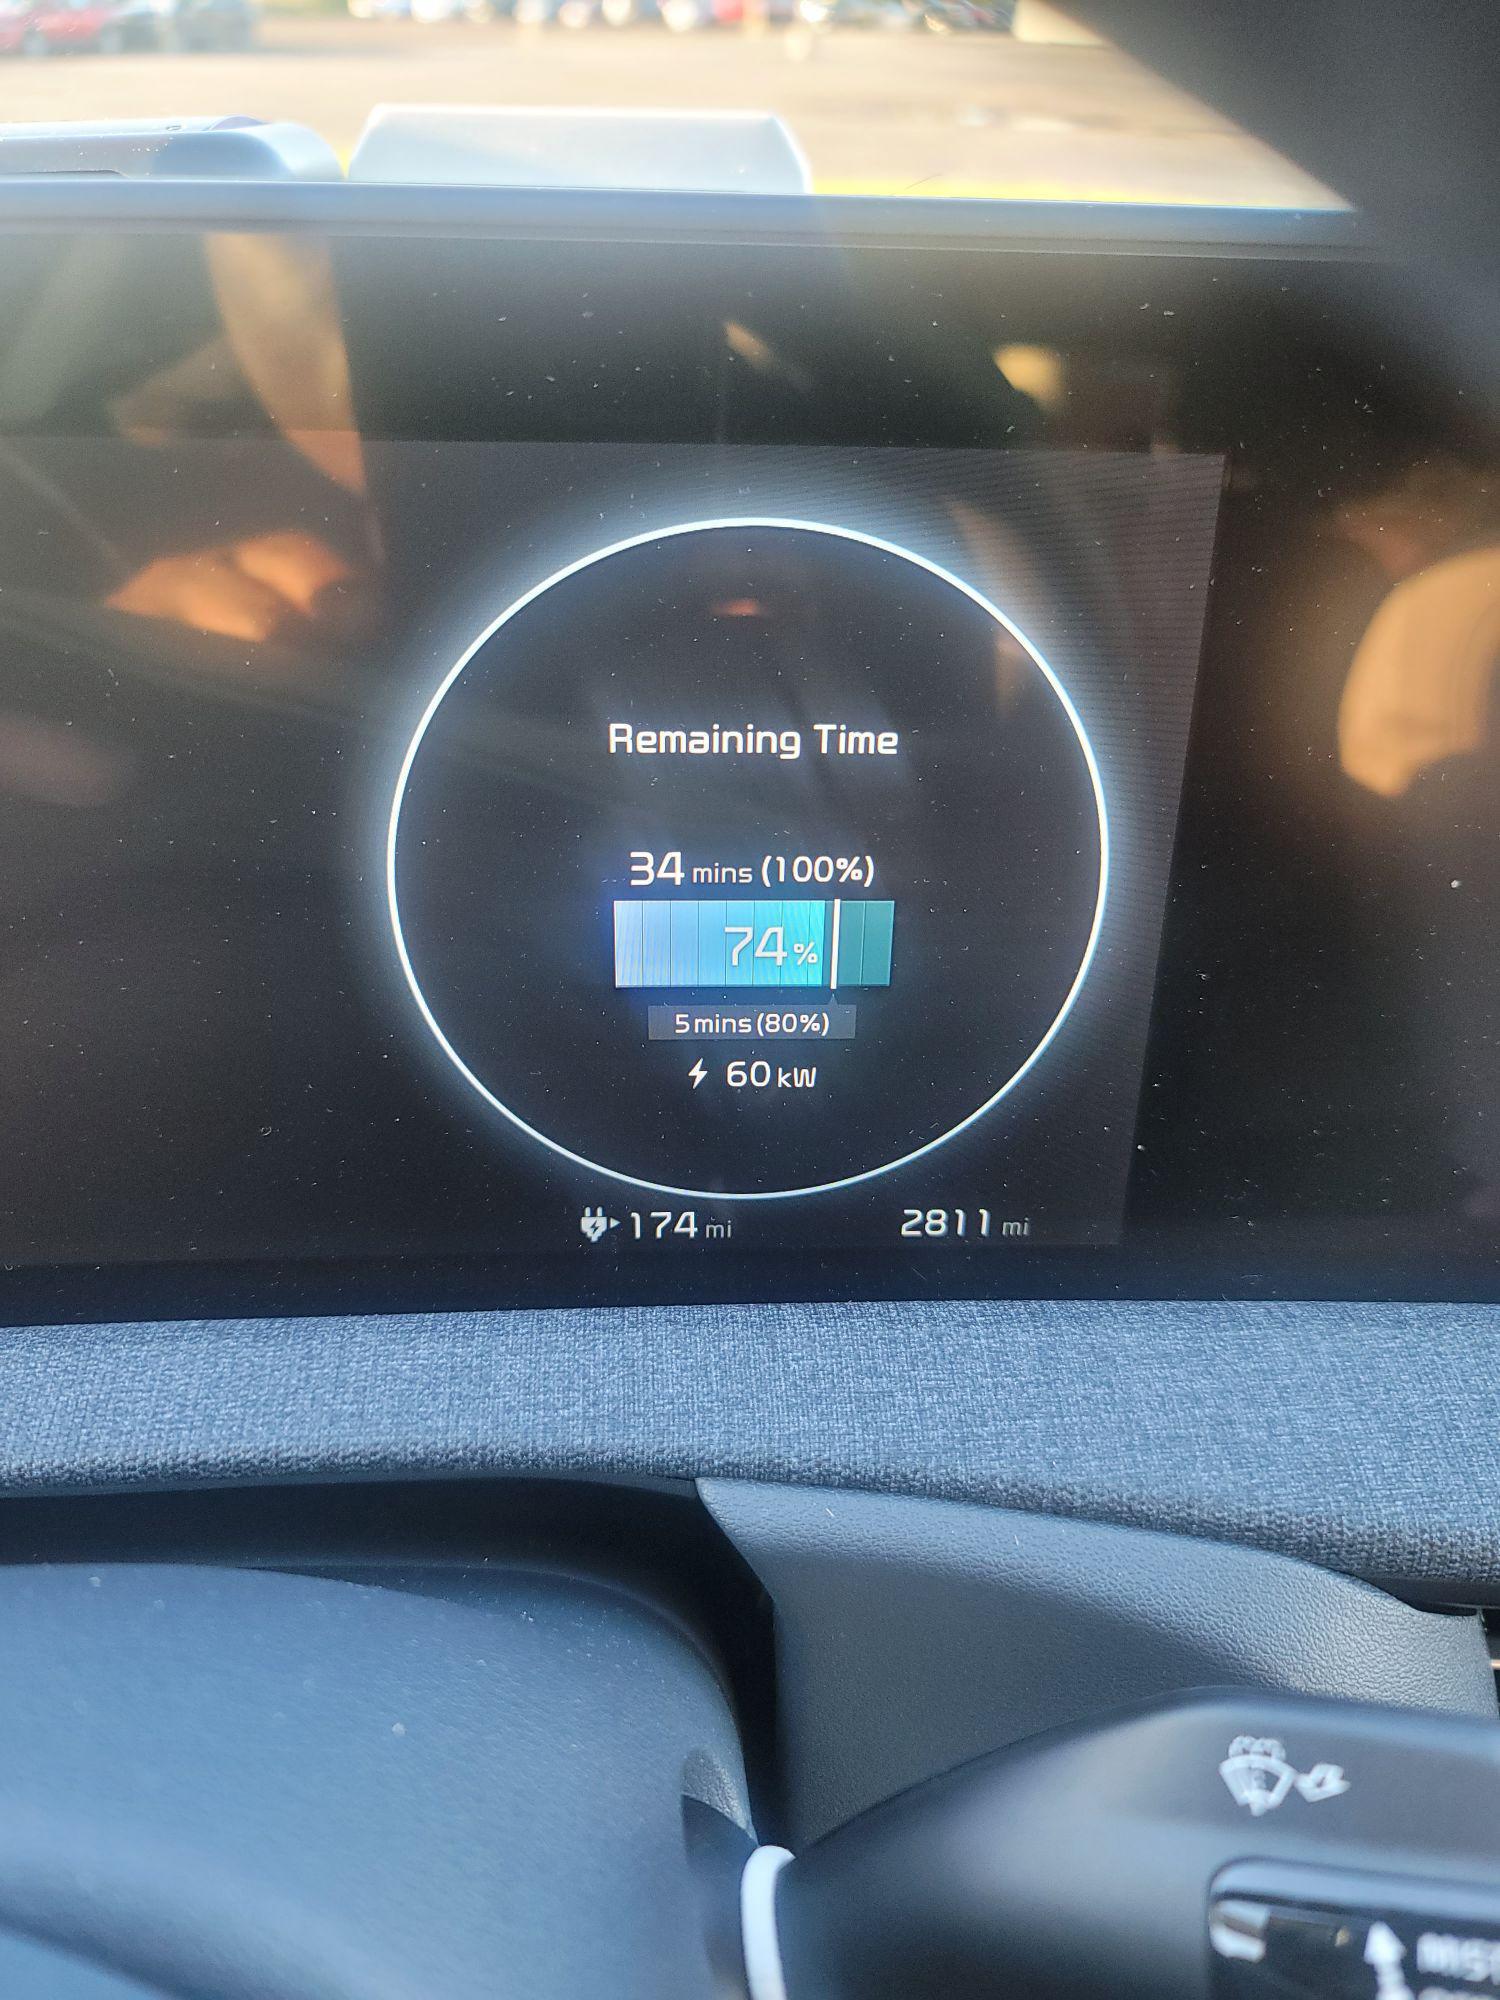 Remaining Time
34 mins (100%)
74%
5 mins (80%)
60 kW
174 mi
2811 mi